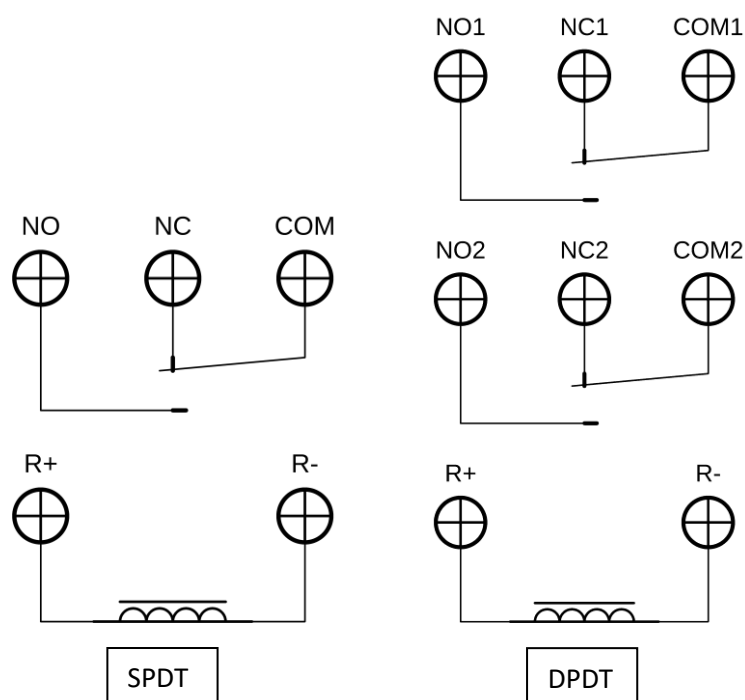 NO1 NC1 COM1
NO NC COM
NO2 NC2 COM2
R+ R-
R+ R-
SPDT
DPDT